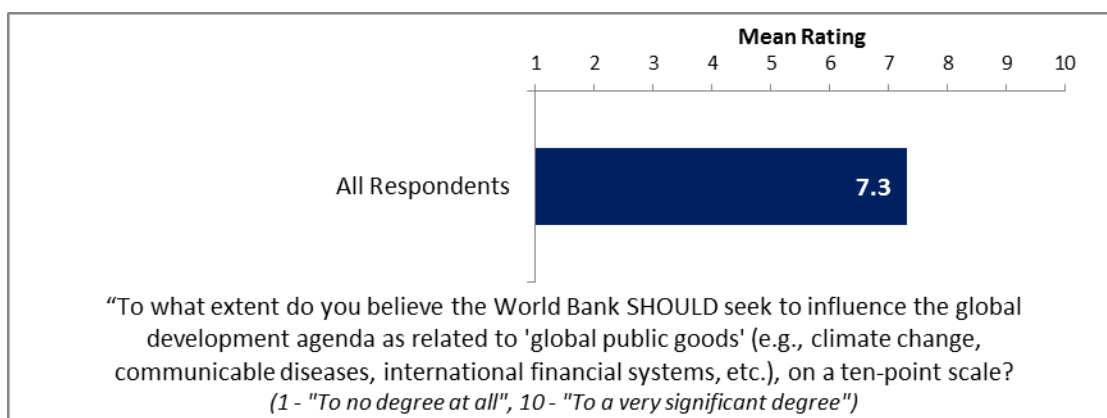 Mean Rating
1 2 3 4 5 6 7 8 9 10
All Respondents
7.3
“To what extent do you believe the World Bank SHOULD seek to influence the global
development agenda as related to 'global public goods' (e.g., climate change,
communicable diseases, international financial systems, etc.), on a ten-point scale?
(1 - "To no degree at all", 10 - "To a very significant degree")